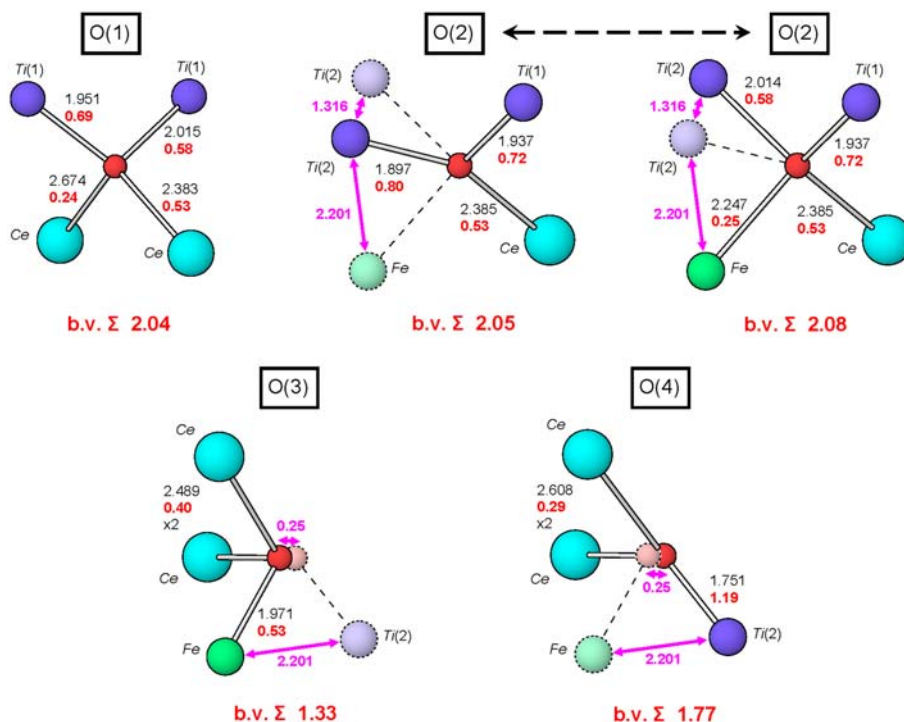 O(1)
Ti(1)
Ti(1)
1.951
0.69
2.015
0.58
2.674
0.24
2.383
0.53
Ce
Ce
b.v. Σ 2.04
O(2)
Ti(2)
Ti(1)
1.316
Ti(2)
1.937
0.72
1.897
0.80
2.201
2.385
0.53
Fe
Ce
b.v. Σ 2.05
O(2)
Ti(2)
2.014
0.58
Ti(1)
1.316
Ti(2)
1.937
0.72
2.201
2.247
0.25
2.385
0.53
Fe
Ce
b.v. Σ 2.08
O(3)
Ce
2.489
0.40
x2
0.25
Ce
1.971
0.53
Fe
Ti(2)
2.201
b.v. Σ 1.33
O(4)
Ce
2.608
0.29
x2
0.25
Ce
1.751
1.19
Fe
Ti(2)
2.201
b.v. Σ 1.77